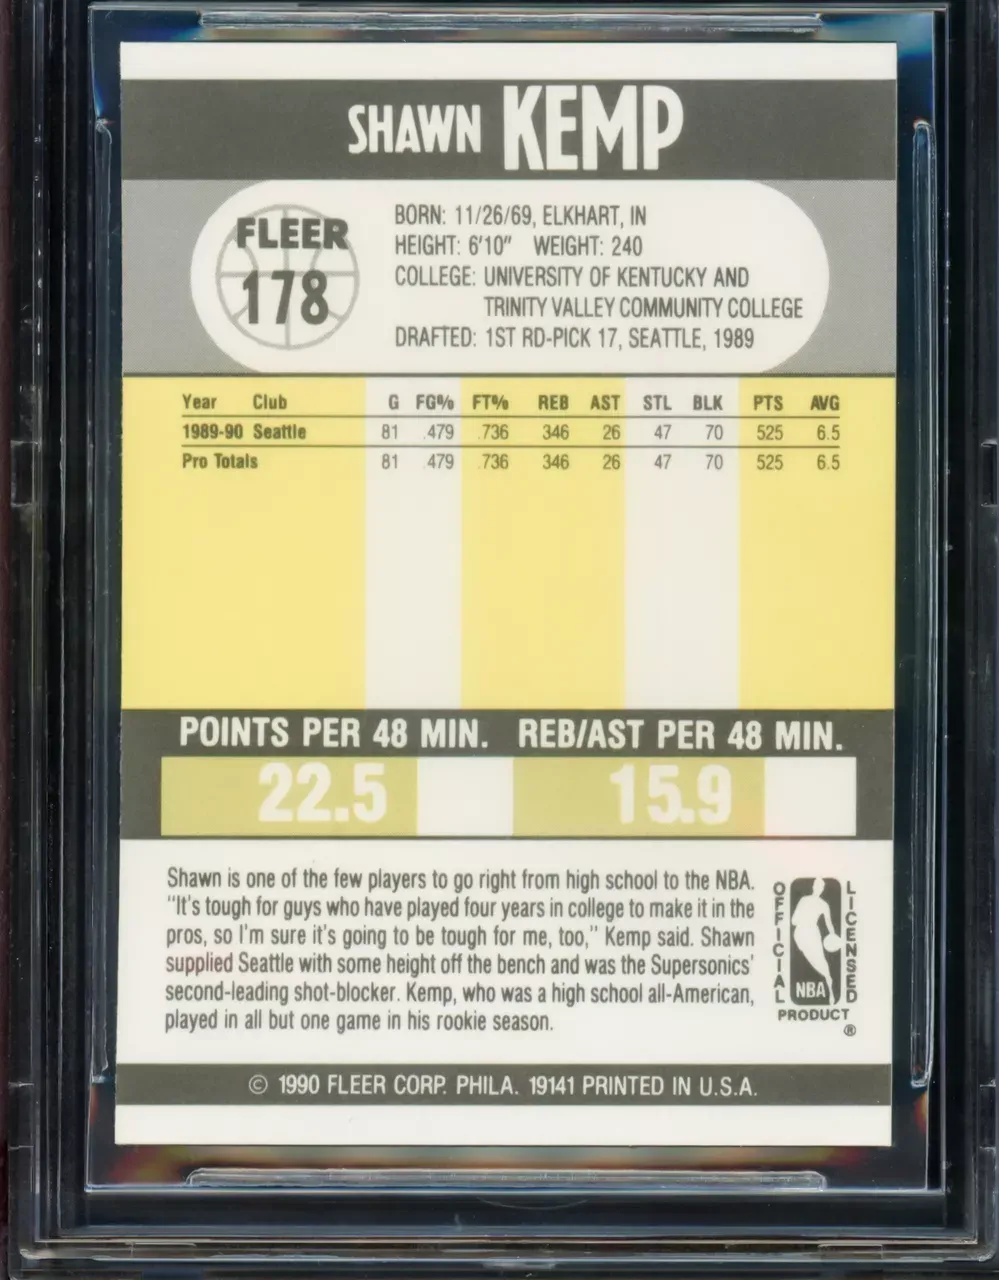 SHAWN KEMP
FLEER
178
BORN: 11/26/69, ELKHART, IN
HEIGHT: 6'10" WEIGHT: 240
COLLEGE: UNIVERSITY OF KENTUCKY AND
TRINITY VALLEY COMMUNITY COLLEGE
DRAFTED: 1ST RD-PICK 17, SEATTLE, 1989
Year Club G FG% FT% REB AST STL BLK PTS AVG
1989-90 Seattle 81 .479 .736 346 26 47 70 525 6.5
Pro Totals 81 .479 .736 346 26 47 70 525 6.5
POINTS PER 48 MIN. REB/AST PER 48 MIN.
22.5 15.9
Shawn is one of the few players to go right from high school to the NBA.
"It's tough for guys who have played four years in college to make it in the
pros, so I'm sure it's going to be tough for me, too," Kemp said. Shawn
supplied Seattle with some height off the bench and was the Supersonics'
second-leading shot-blocker. Kemp, who was a high school all-American,
played in all but one game in his rookie season.
OFFICIAL
LICENSED
NBA
PRODUCT
®
© 1990 FLEER CORP. PHILA. 19141 PRINTED IN U.S.A.